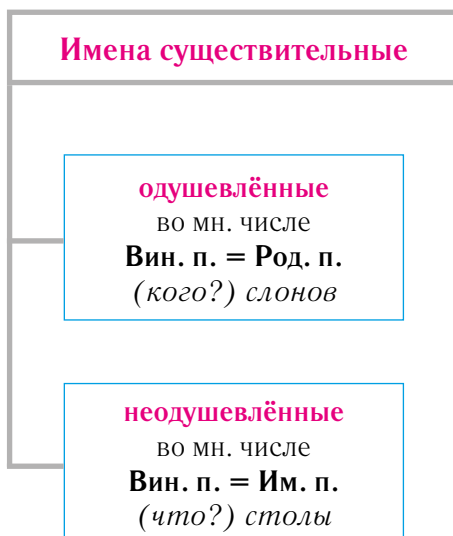 Имена существительные
одушевлённые
во мн. числе
Вин. п. = Род. п.
(кого?) слонов
неодушевлённые
во мн. числе
Вин. п. = Им. п.
(что?) столы